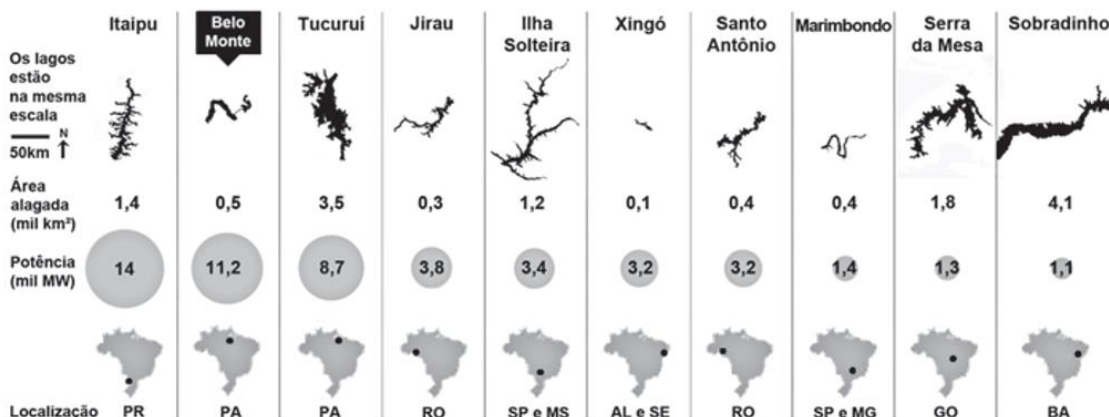 Itaipu
Belo
Monte
Tucuruí
Jirau
Ilha
Solteira
Xingó
Santo
Antônio
Marimbondo
Serra
da Mesa
Sobradinho
Os lagos
estão
na mesma
escala
N
50km
Área
alagada
(mil km²)
1,4 0,5 3,5 0,3 1,2 0,1 0,4 0,4 1,8 4,1
Potência
(mil MW)
14 11,2 8,7 3,8 3,4 3,2 3,2 1,4 1,3 1,1
Localização PR PA PA RO SP e MS AL e SE RO SP e MG GO BA